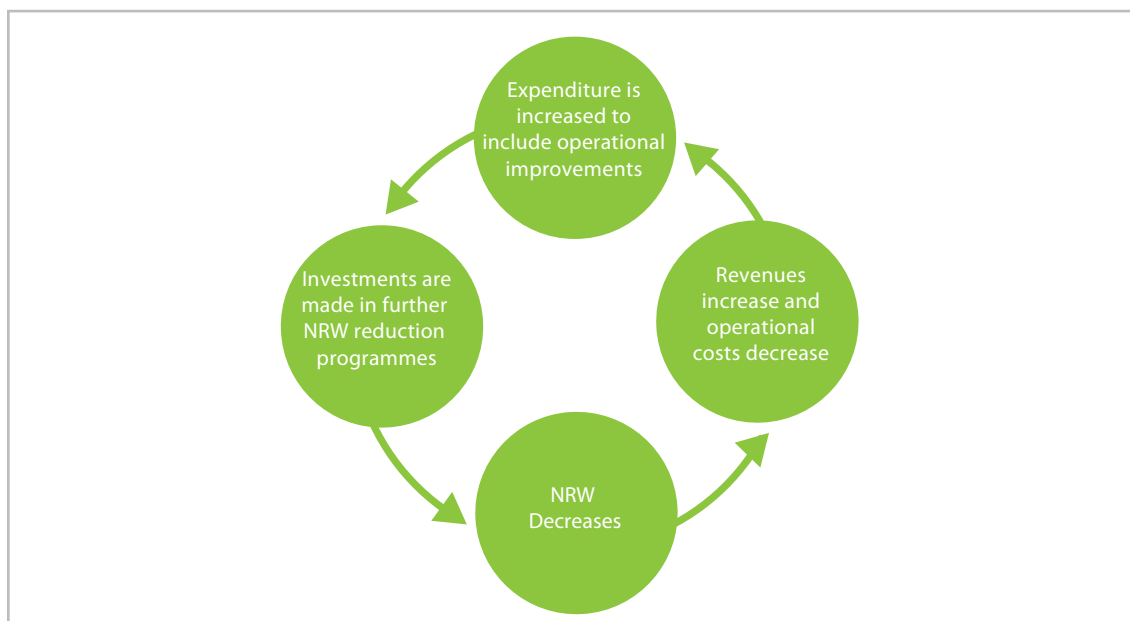 Expenditure is
increased to
include operational
improvements
Investments are
made in further
NRW reduction
programmes
Revenues
increase and
operational
costs decrease
NRW
Decreases